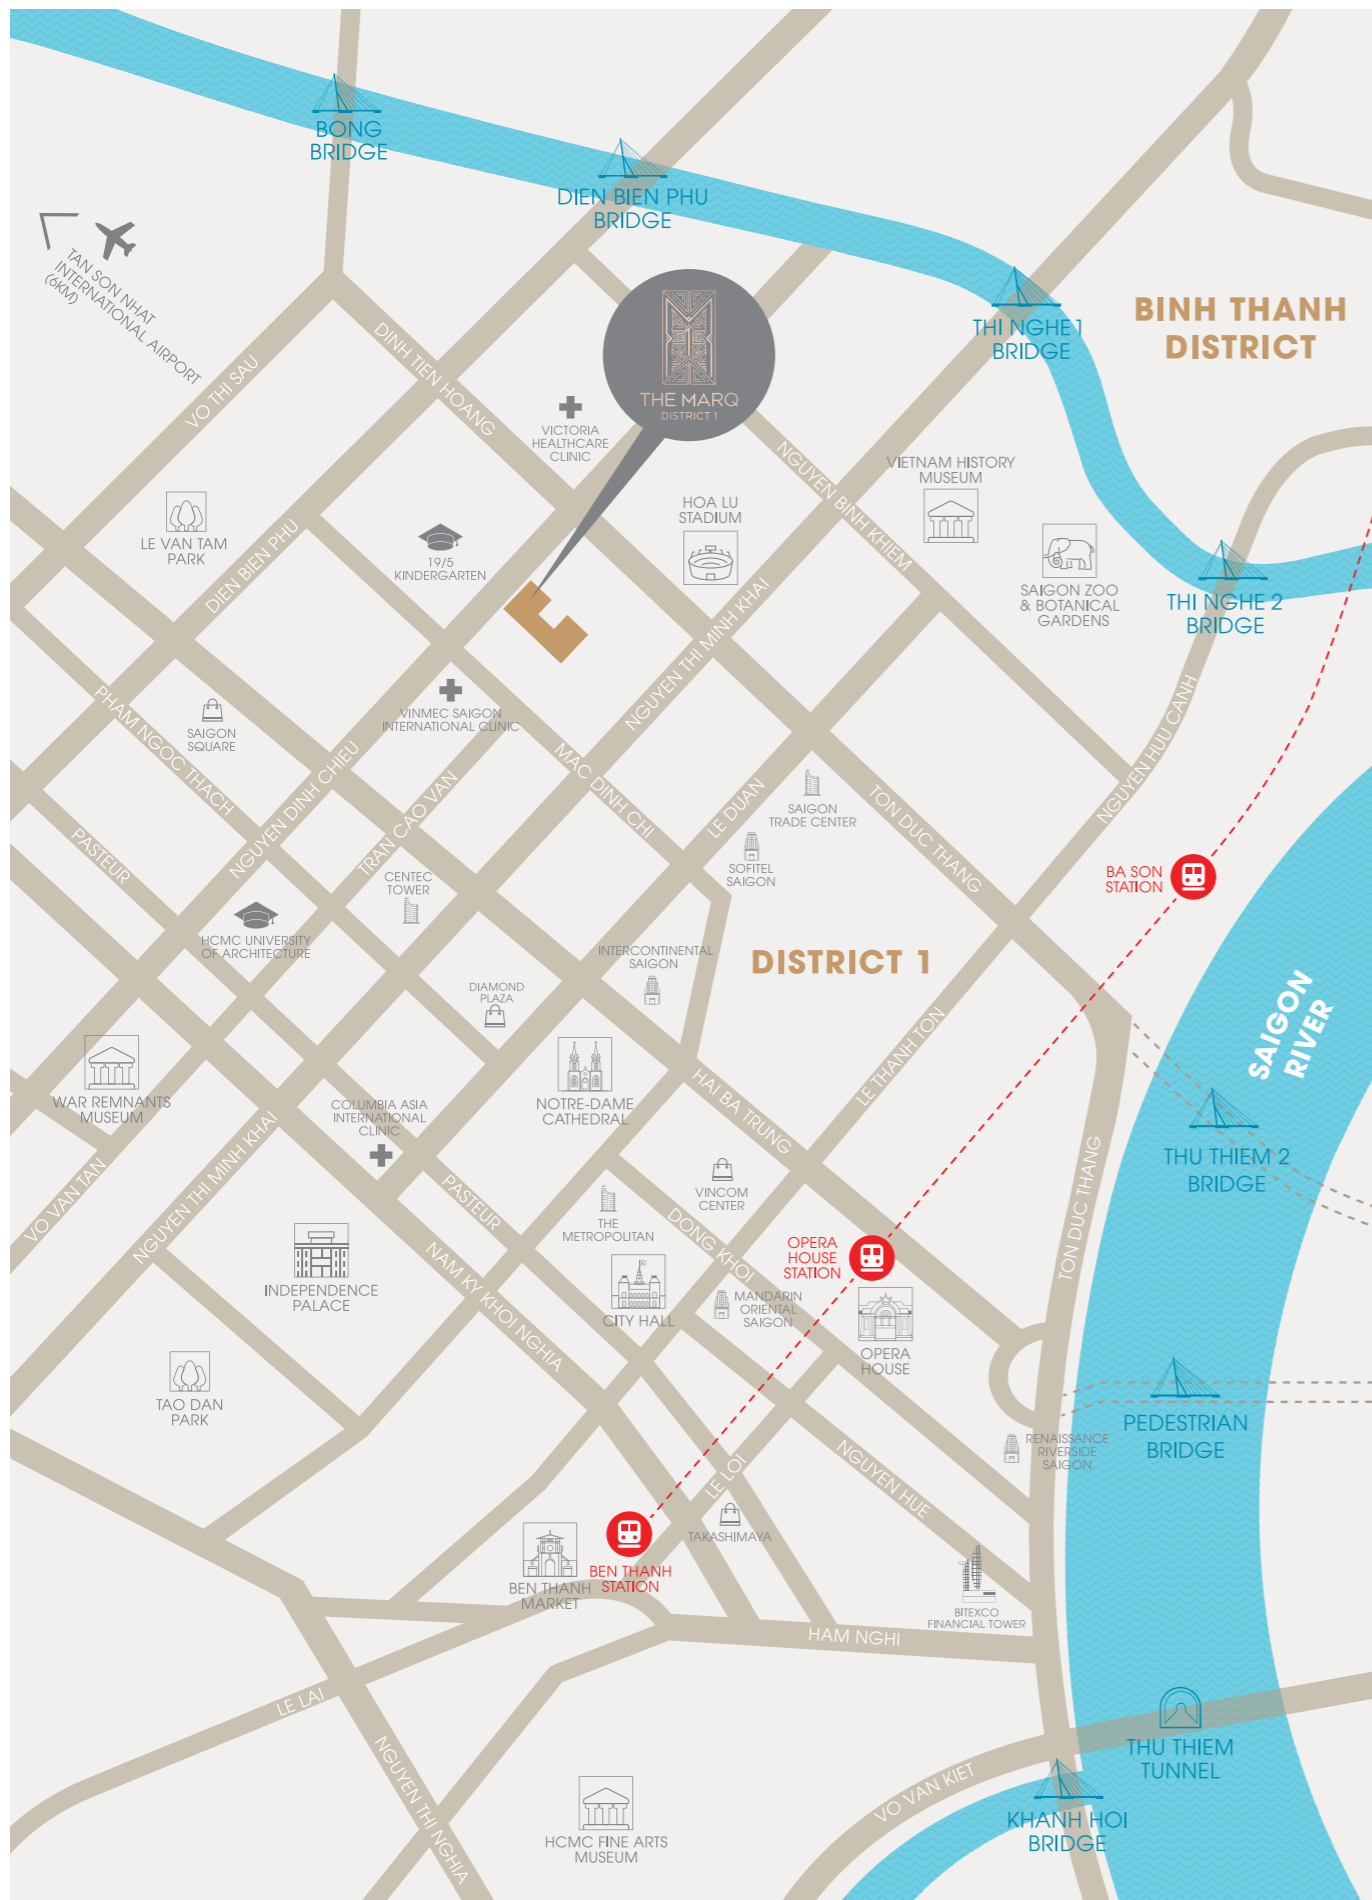 BONG
BRIDGE
DIEN BIEN PHU
BRIDGE
TAN SON NHAT
INTERNATIONAL AIRPORT
(6KM)
THI NGHE 1
BRIDGE
BINH THANH
DISTRICT
VO THI SAU
DINH TIEN HOANG
THE MARQ
DISTRICT 1
VICTORIA
HEALTHCARE
CLINIC
NGUYEN BINH KHIEM
VIETNAM HISTORY
MUSEUM
HOA LU
STADIUM
LE VAN TAM
PARK
DIEN BIEN PHU
19/5
KINDERGARTEN
SAIGON ZOO
& BOTANICAL
GARDENS
THI NGHE 2
BRIDGE
NGUYEN THI MINH KHAI
PHAM NGOC THACH
SAIGON
SQUARE
VINMEC SAIGON
INTERNATIONAL CLINIC
NGUYEN HUU CANH
NGUYEN DINH CHIEU
TRAN CAO VAN
MAC DINH CHI
LE DUAN
SAIGON
TRADE CENTER
TON DUC THANG
PASTEUR
CENTEC
TOWER
SOFITEL
SAIGON
BA SON
STATION
HCMC UNIVERSITY
OF ARCHITECTURE
INTERCONTINENTAL
SAIGON
DISTRICT 1
DIAMOND
PLAZA
SAIGON
RIVER
LE THANH TON
WAR REMNANTS
MUSEUM
COLUMBIA ASIA
INTERNATIONAL
CLINIC
NOTRE-DAME
CATHEDRAL
HAI BA TRUNG
THU THIEM 2
BRIDGE
VO VAN TAN
NGUYEN THI MINH KHAI
PASTEUR
VINCOM
CENTER
TON DUC THANG
THE
METROPOLITAN
DONG KHOI
OPERA
HOUSE
STATION
INDEPENDENCE
PALACE
NAM KY KHOI NGHIA
CITY HALL
MANDARIN
ORIENTAL
SAIGON
OPERA
HOUSE
TAO DAN
PARK
PEDESTRIAN
BRIDGE
RENAISSANCE
RIVERSIDE
SAIGON
LE LOI
NGUYEN HUE
TAKASHIMAYA
BEN THANH
STATION
BEN THANH
MARKET
BITEXCO
FINANCIAL TOWER
HAM NGHI
LE LAI
NGUYEN THI NGHIA
THU THIEM
TUNNEL
VO VAN KIET
KHANH HOI
BRIDGE
HCMC FINE ARTS
MUSEUM